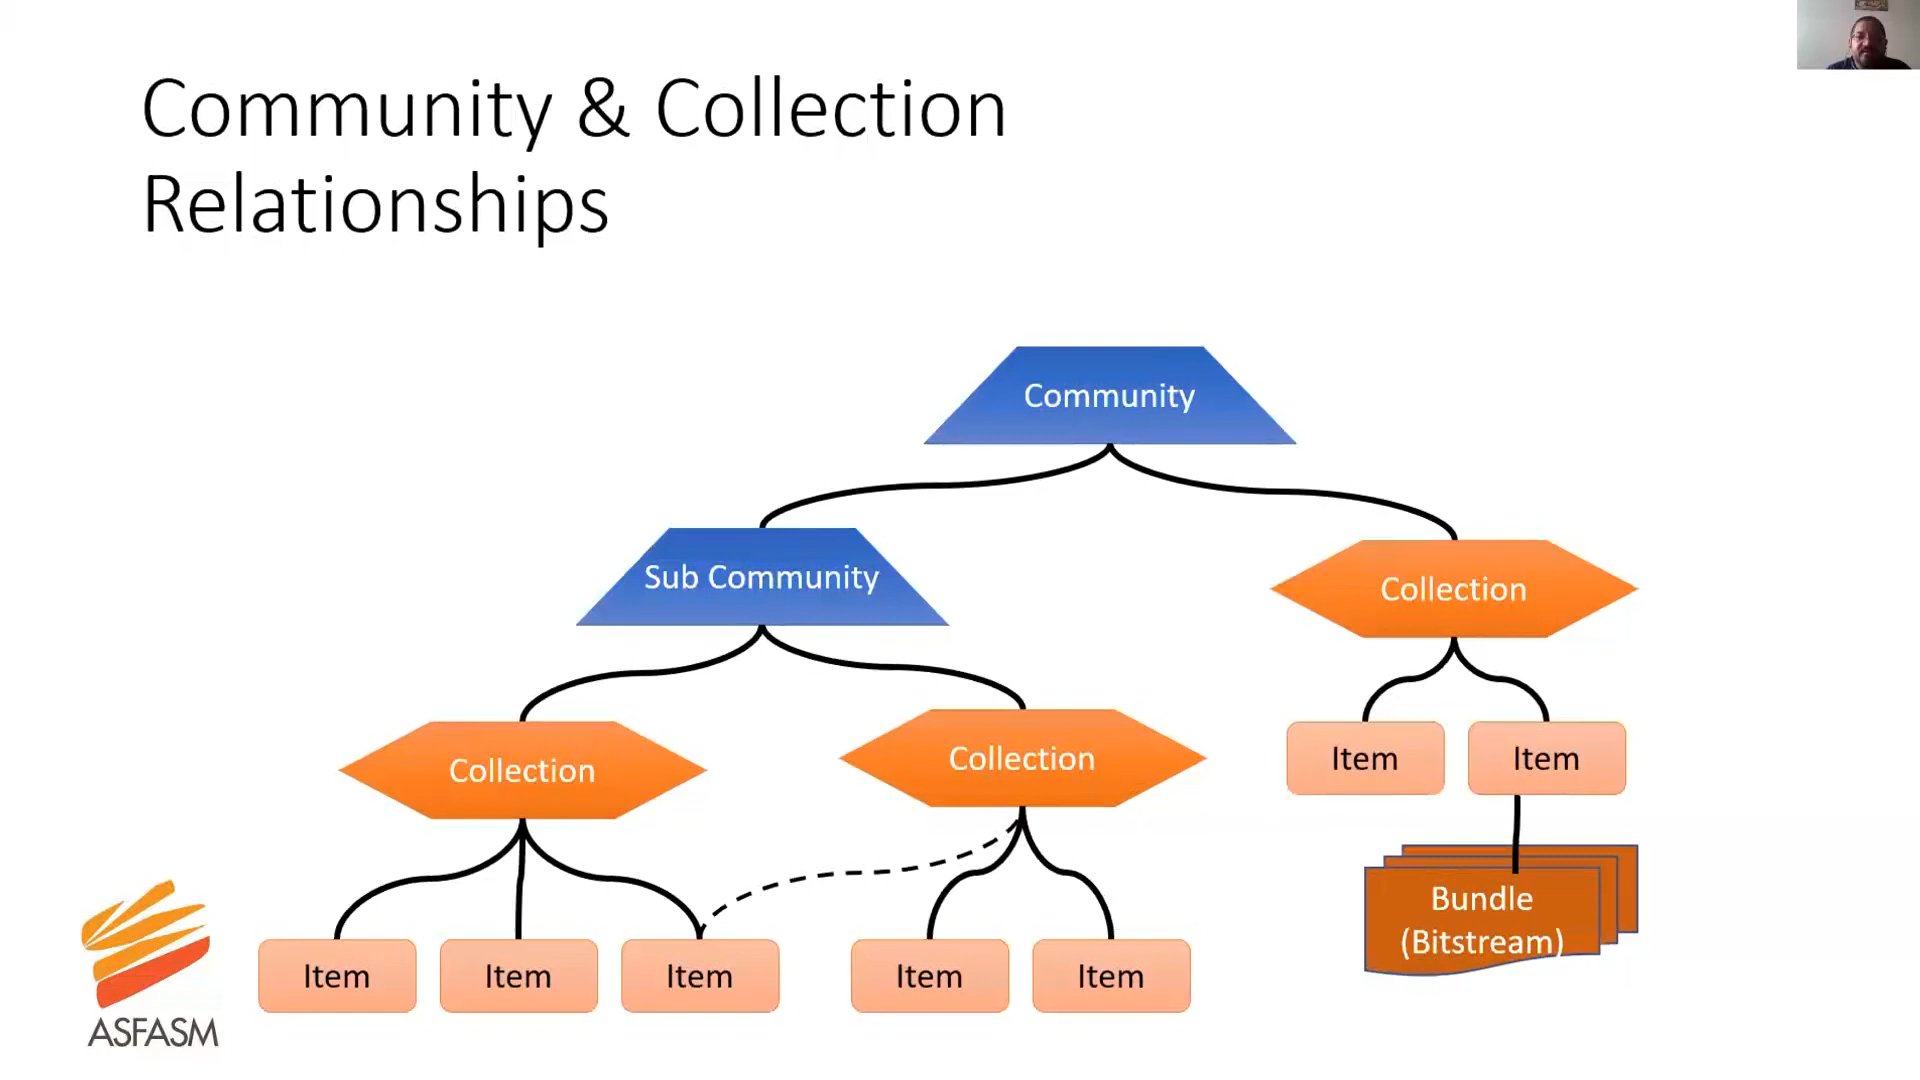 Community & Collection
Relationships
Community
Sub Community
Collection
Collection
Collection
Item
Item
Bundle
(Bitstream)
Item
Item
Item
Item
Item
ASFASM